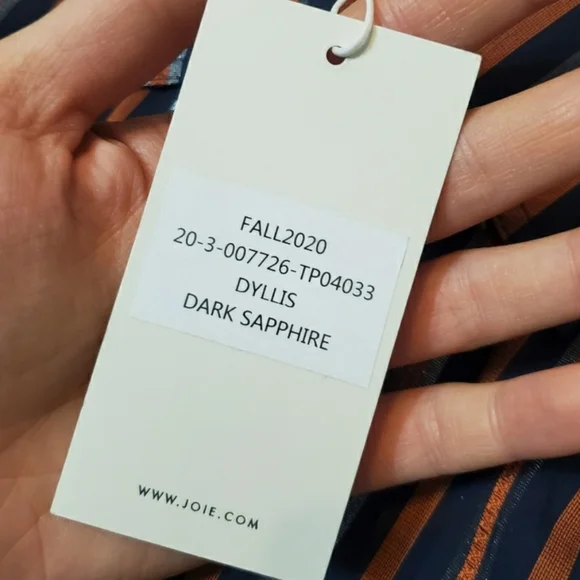 FALL2020
20-3-007726-TP04033
DYLLIS
DARK SAPPHIRE
WWW.JOIE.COM